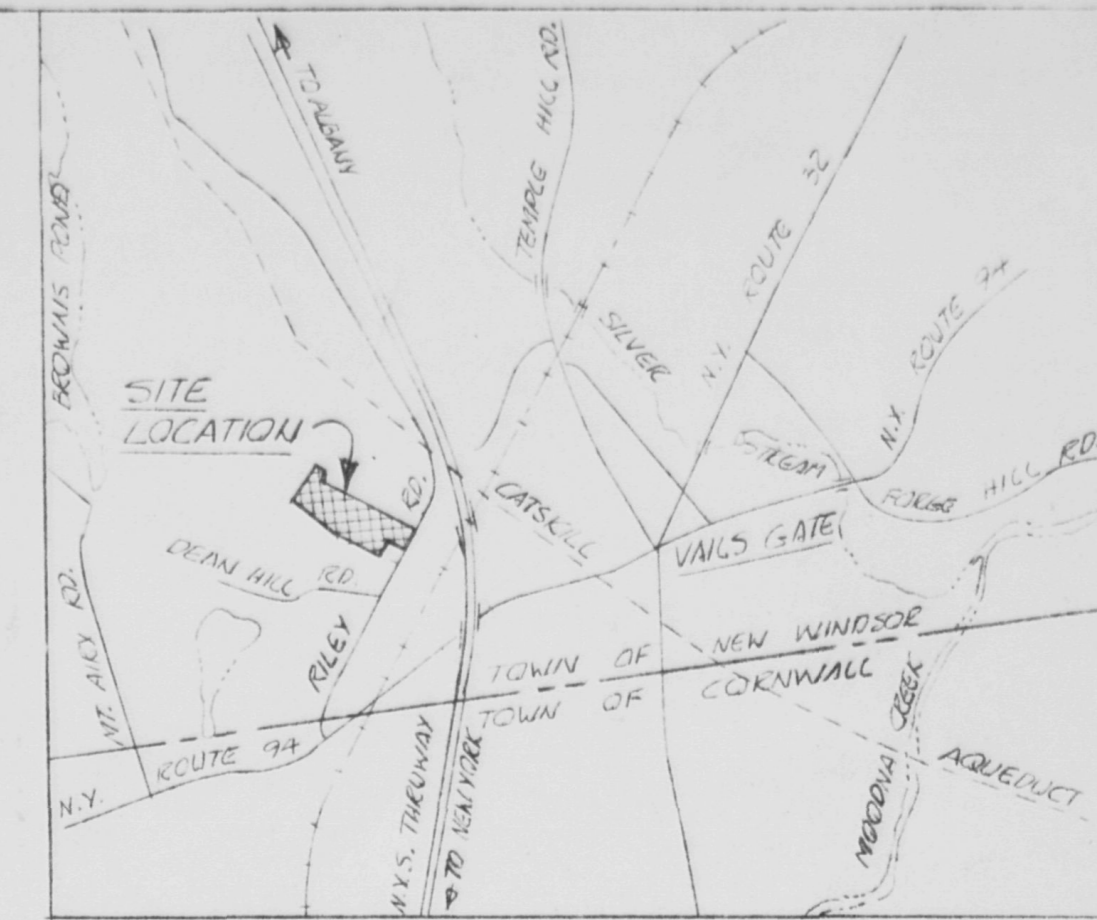 TO ALBANY
TEMPLE HILL RD.
BROWNS POND
N.Y. ROUTE 32
N.Y. ROUTE 94
SILVER STREAM
SITE
LOCATION
RD.
CATSKILL
FORGE HILL RD.
VAILS GATE
DEAN HILL RD.
MT. AIRY RD.
RILEY
TOWN OF NEW WINDSOR
TOWN OF CORNWALL
ROUTE 94
N.Y.
N.Y.S. THRUWAY
TO NEW YORK
MOODNA CREEK
AQUEDUCT